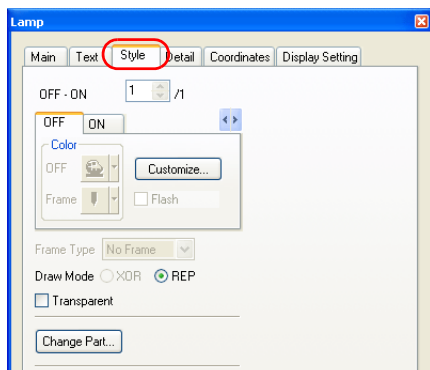 Lamp
Main Text Style Detail Coordinates Display Setting
OFF - ON 1 /1
OFF ON
Color
OFF Customize...
Frame Flash
Frame Type No Frame
Draw Mode XOR REP
Transparent
Change Part...